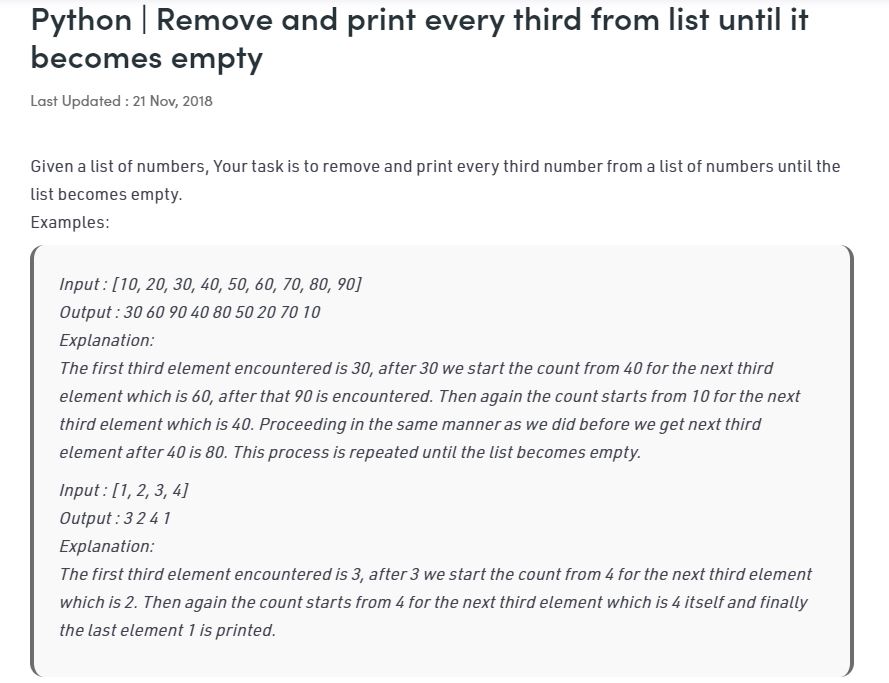 Python | Remove and print every third from list until it
becomes empty
Last Updated : 21 Nov, 2018
Given a list of numbers, Your task is to remove and print every third number from a list of numbers until the
list becomes empty.
Examples:
Input : [10, 20, 30, 40, 50, 60, 70, 80, 90]
Output : 30 60 90 40 80 50 20 70 10
Explanation:
The first third element encountered is 30, after 30 we start the count from 40 for the next third
element which is 60, after that 90 is encountered. Then again the count starts from 10 for the next
third element which is 40. Proceeding in the same manner as we did before we get next third
element after 40 is 80. This process is repeated until the list becomes empty.
Input : [1, 2, 3, 4]
Output : 3 2 4 1
Explanation:
The first third element encountered is 3, after 3 we start the count from 4 for the next third element
which is 2. Then again the count starts from 4 for the next third element which is 4 itself and finally
the last element 1 is printed.